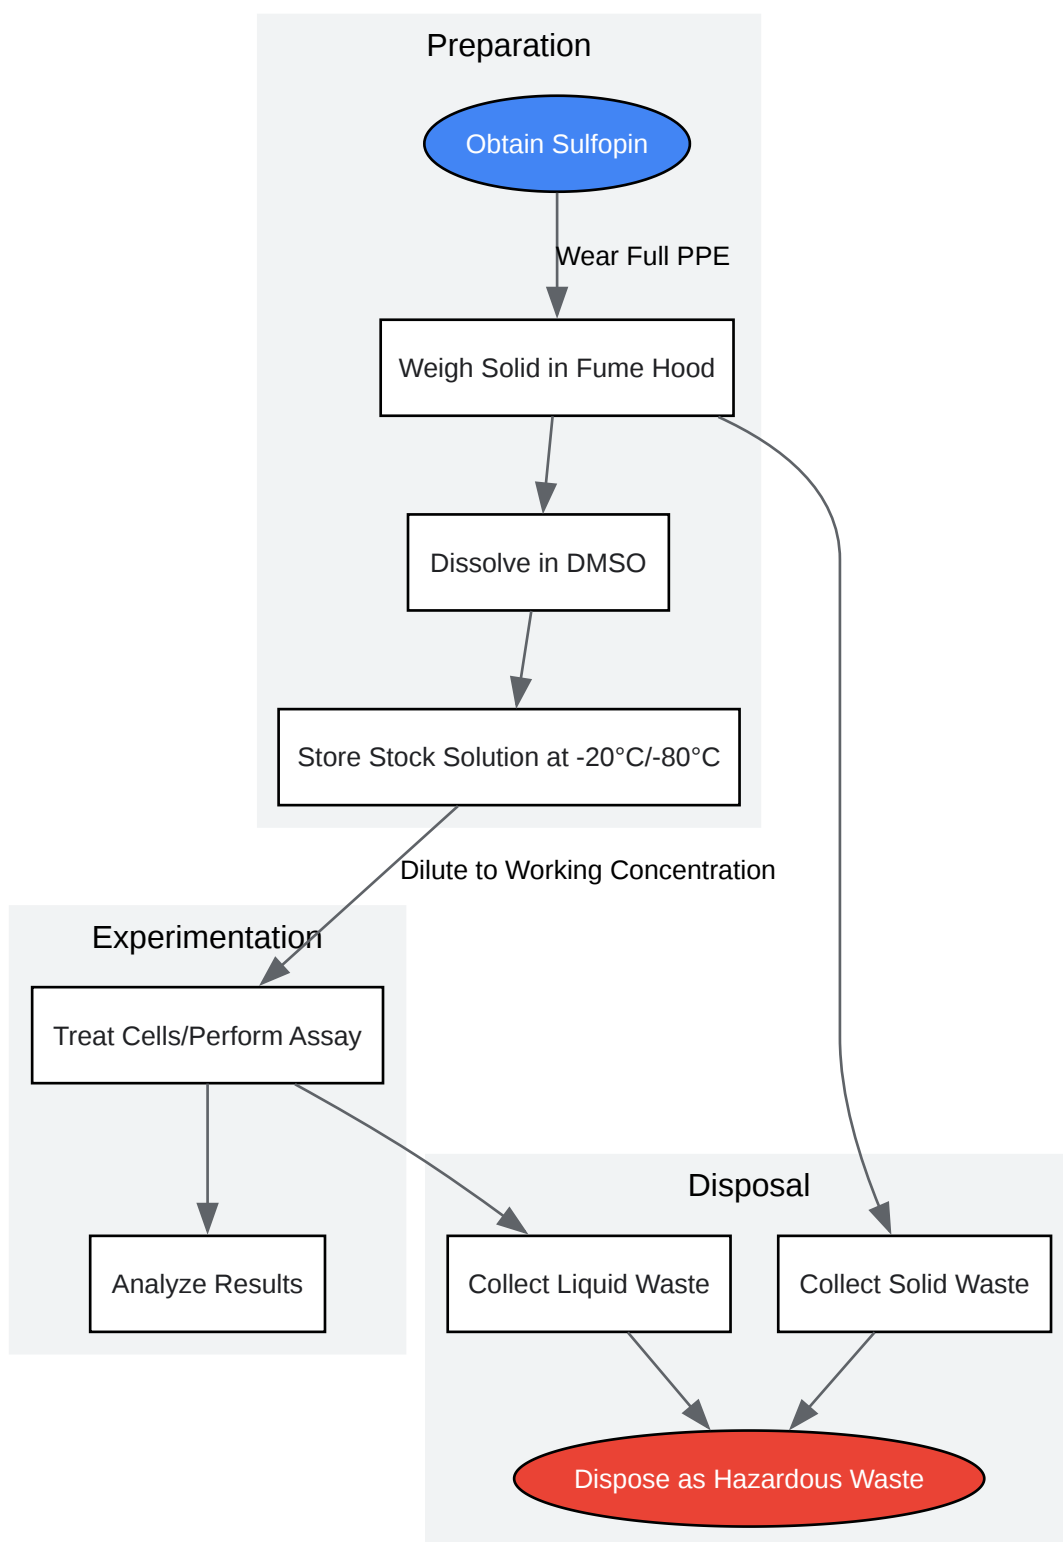 Preparation
Obtain Sulfopin
Wear Full PPE
Weigh Solid in Fume Hood
Dissolve in DMSO
Store Stock Solution at -20°C/-80°C
Dilute to Working Concentration
Experimentation
Treat Cells/Perform Assay
Analyze Results
Disposal
Collect Liquid Waste
Collect Solid Waste
Dispose as Hazardous Waste